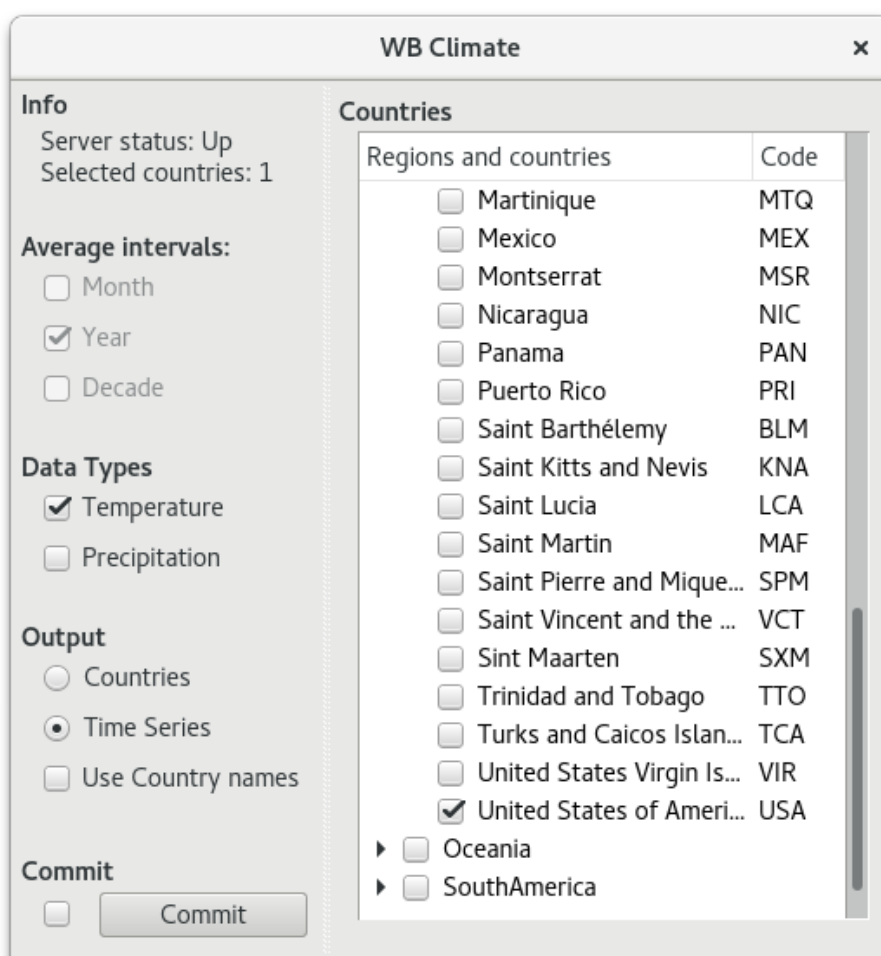 WB Climate
Info
Server status: Up
Selected countries: 1
Average intervals:
Month
Year
Decade
Data Types
Temperature
Precipitation
Output
Countries
Time Series
Use Country names
Commit
Commit
Countries
Regions and countries Code
Martinique MTQ
Mexico MEX
Montserrat MSR
Nicaragua NIC
Panama PAN
Puerto Rico PRI
Saint Barthélemy BLM
Saint Kitts and Nevis KNA
Saint Lucia LCA
Saint Martin MAF
Saint Pierre and Mique... SPM
Saint Vincent and the ... VCT
Sint Maarten SXM
Trinidad and Tobago TTO
Turks and Caicos Islan... TCA
United States Virgin Is... VIR
United States of Ameri... USA
Oceania
SouthAmerica